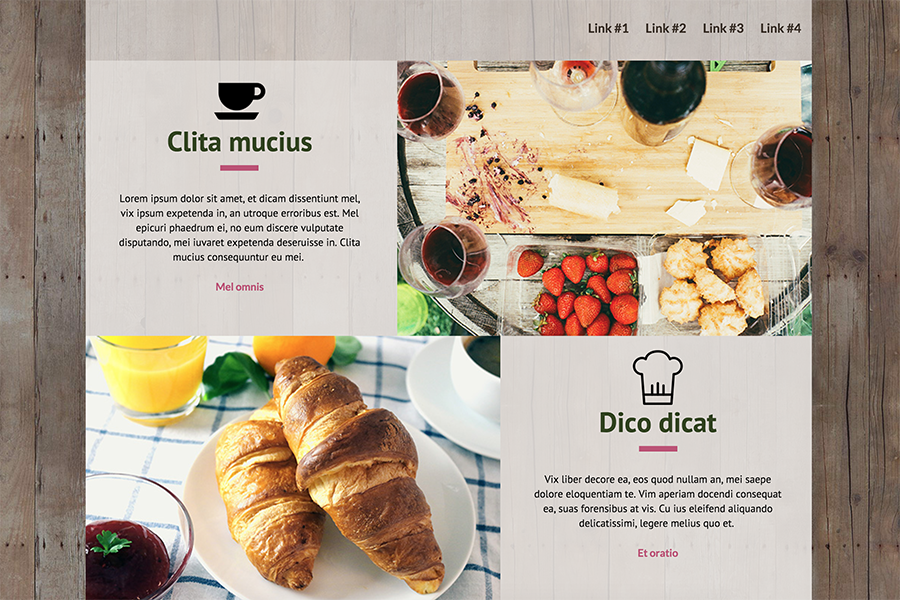 Link #1 Link #2 Link #3 Link #4
Clita mucius
Lorem ipsum dolor sit amet, et dicam dissentiunt mel,
vix ipsum expetenda in, an utroque erroribus est. Mel
epicuri phaedrum ei, no eum discere vulputate
disputando, mei iuvaret expetenda deseruisse in. Clita
mucius consequuntur eu mei.
Mel omnis
Dico dicat
Vix liber decore ea, eos quod nullam an, mei saepe
dolore eloquentiam te. Vim aperiam docendi consequat
ea, suas forensibus at vis. Cu ius eleifend aliquando
delicatissimi, legere melius quo et.
Et oratio